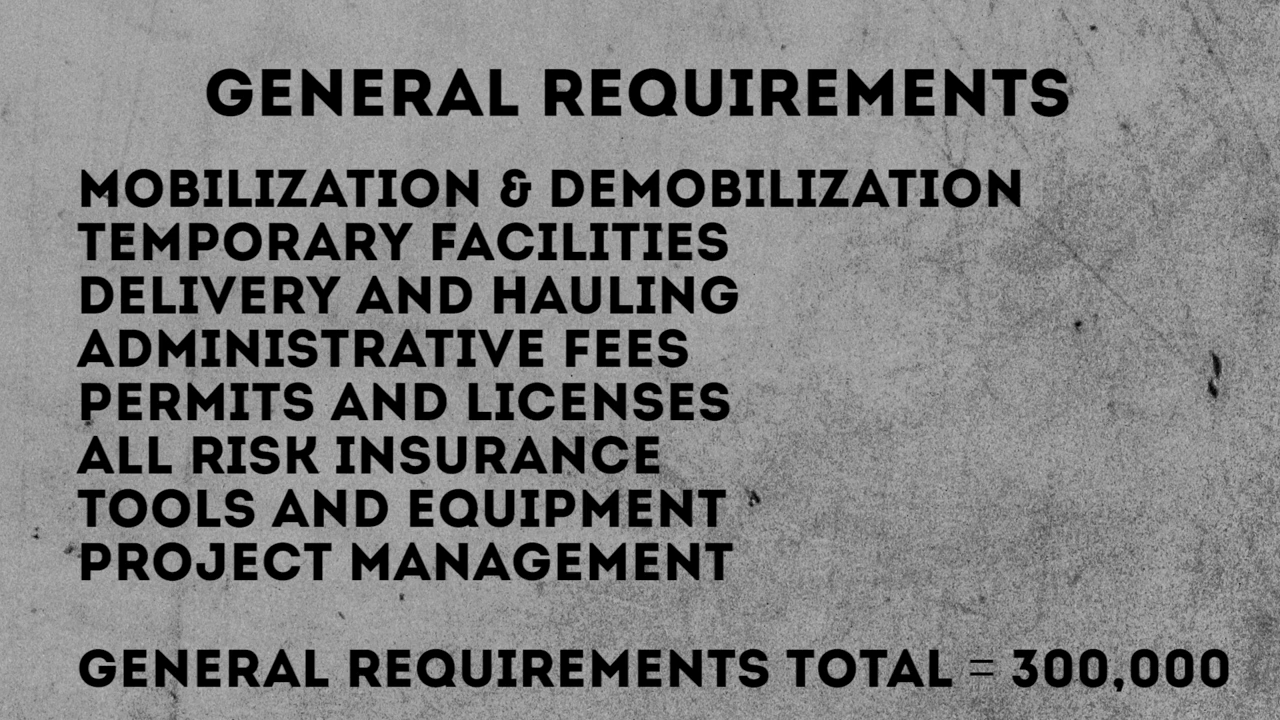 GENERAL REQUIREMENTS
MOBILIZATION & DEMOBILIZATION
TEMPORARY FACILITIES
DELIVERY AND HAULING
ADMINISTRATIVE FEES
PERMITS AND LICENSES
ALL RISK INSURANCE
TOOLS AND EQUIPMENT
PROJECT MANAGEMENT
GENERAL REQUIREMENTS TOTAL = 300,000